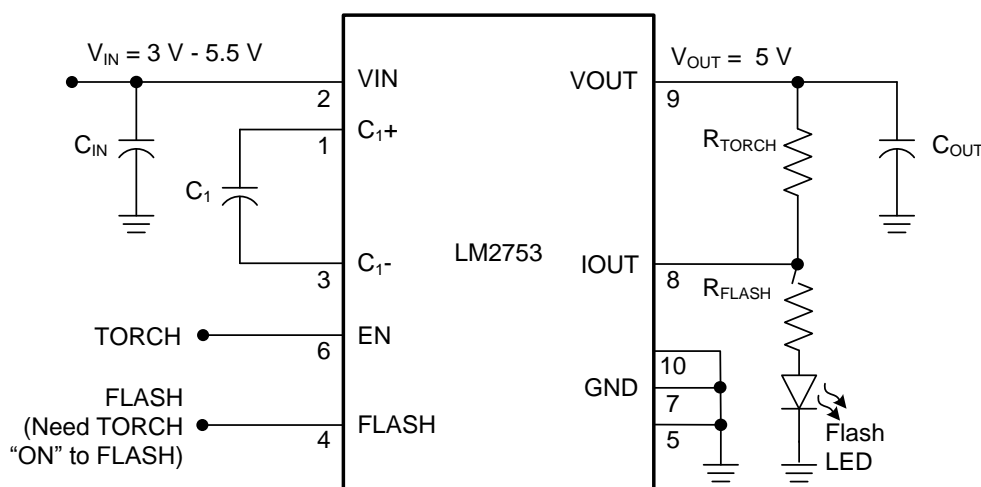 V_IN = 3 V - 5.5 V
V_OUT = 5 V
2
VIN
VOUT
9
C_IN
1
C_1+
R_TORCH
C_OUT
C_1
LM2753
3
C_1-
IOUT
8
R_FLASH
TORCH
6
EN
10
GND
7
FLASH
(Need TORCH
“ON” to FLASH)
4
FLASH
5
Flash
LED